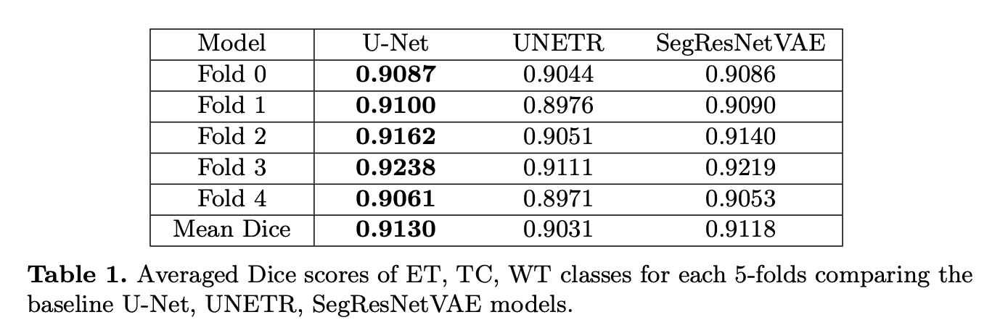 Model U-Net UNETR SegResNetVAE
Fold 0 0.9087 0.9044 0.9086
Fold 1 0.9100 0.8976 0.9090
Fold 2 0.9162 0.9051 0.9140
Fold 3 0.9238 0.9111 0.9219
Fold 4 0.9061 0.8971 0.9053
Mean Dice 0.9130 0.9031 0.9118
Table 1. Averaged Dice scores of ET, TC, WT classes for each 5-folds comparing the
baseline U-Net, UNETR, SegResNetVAE models.